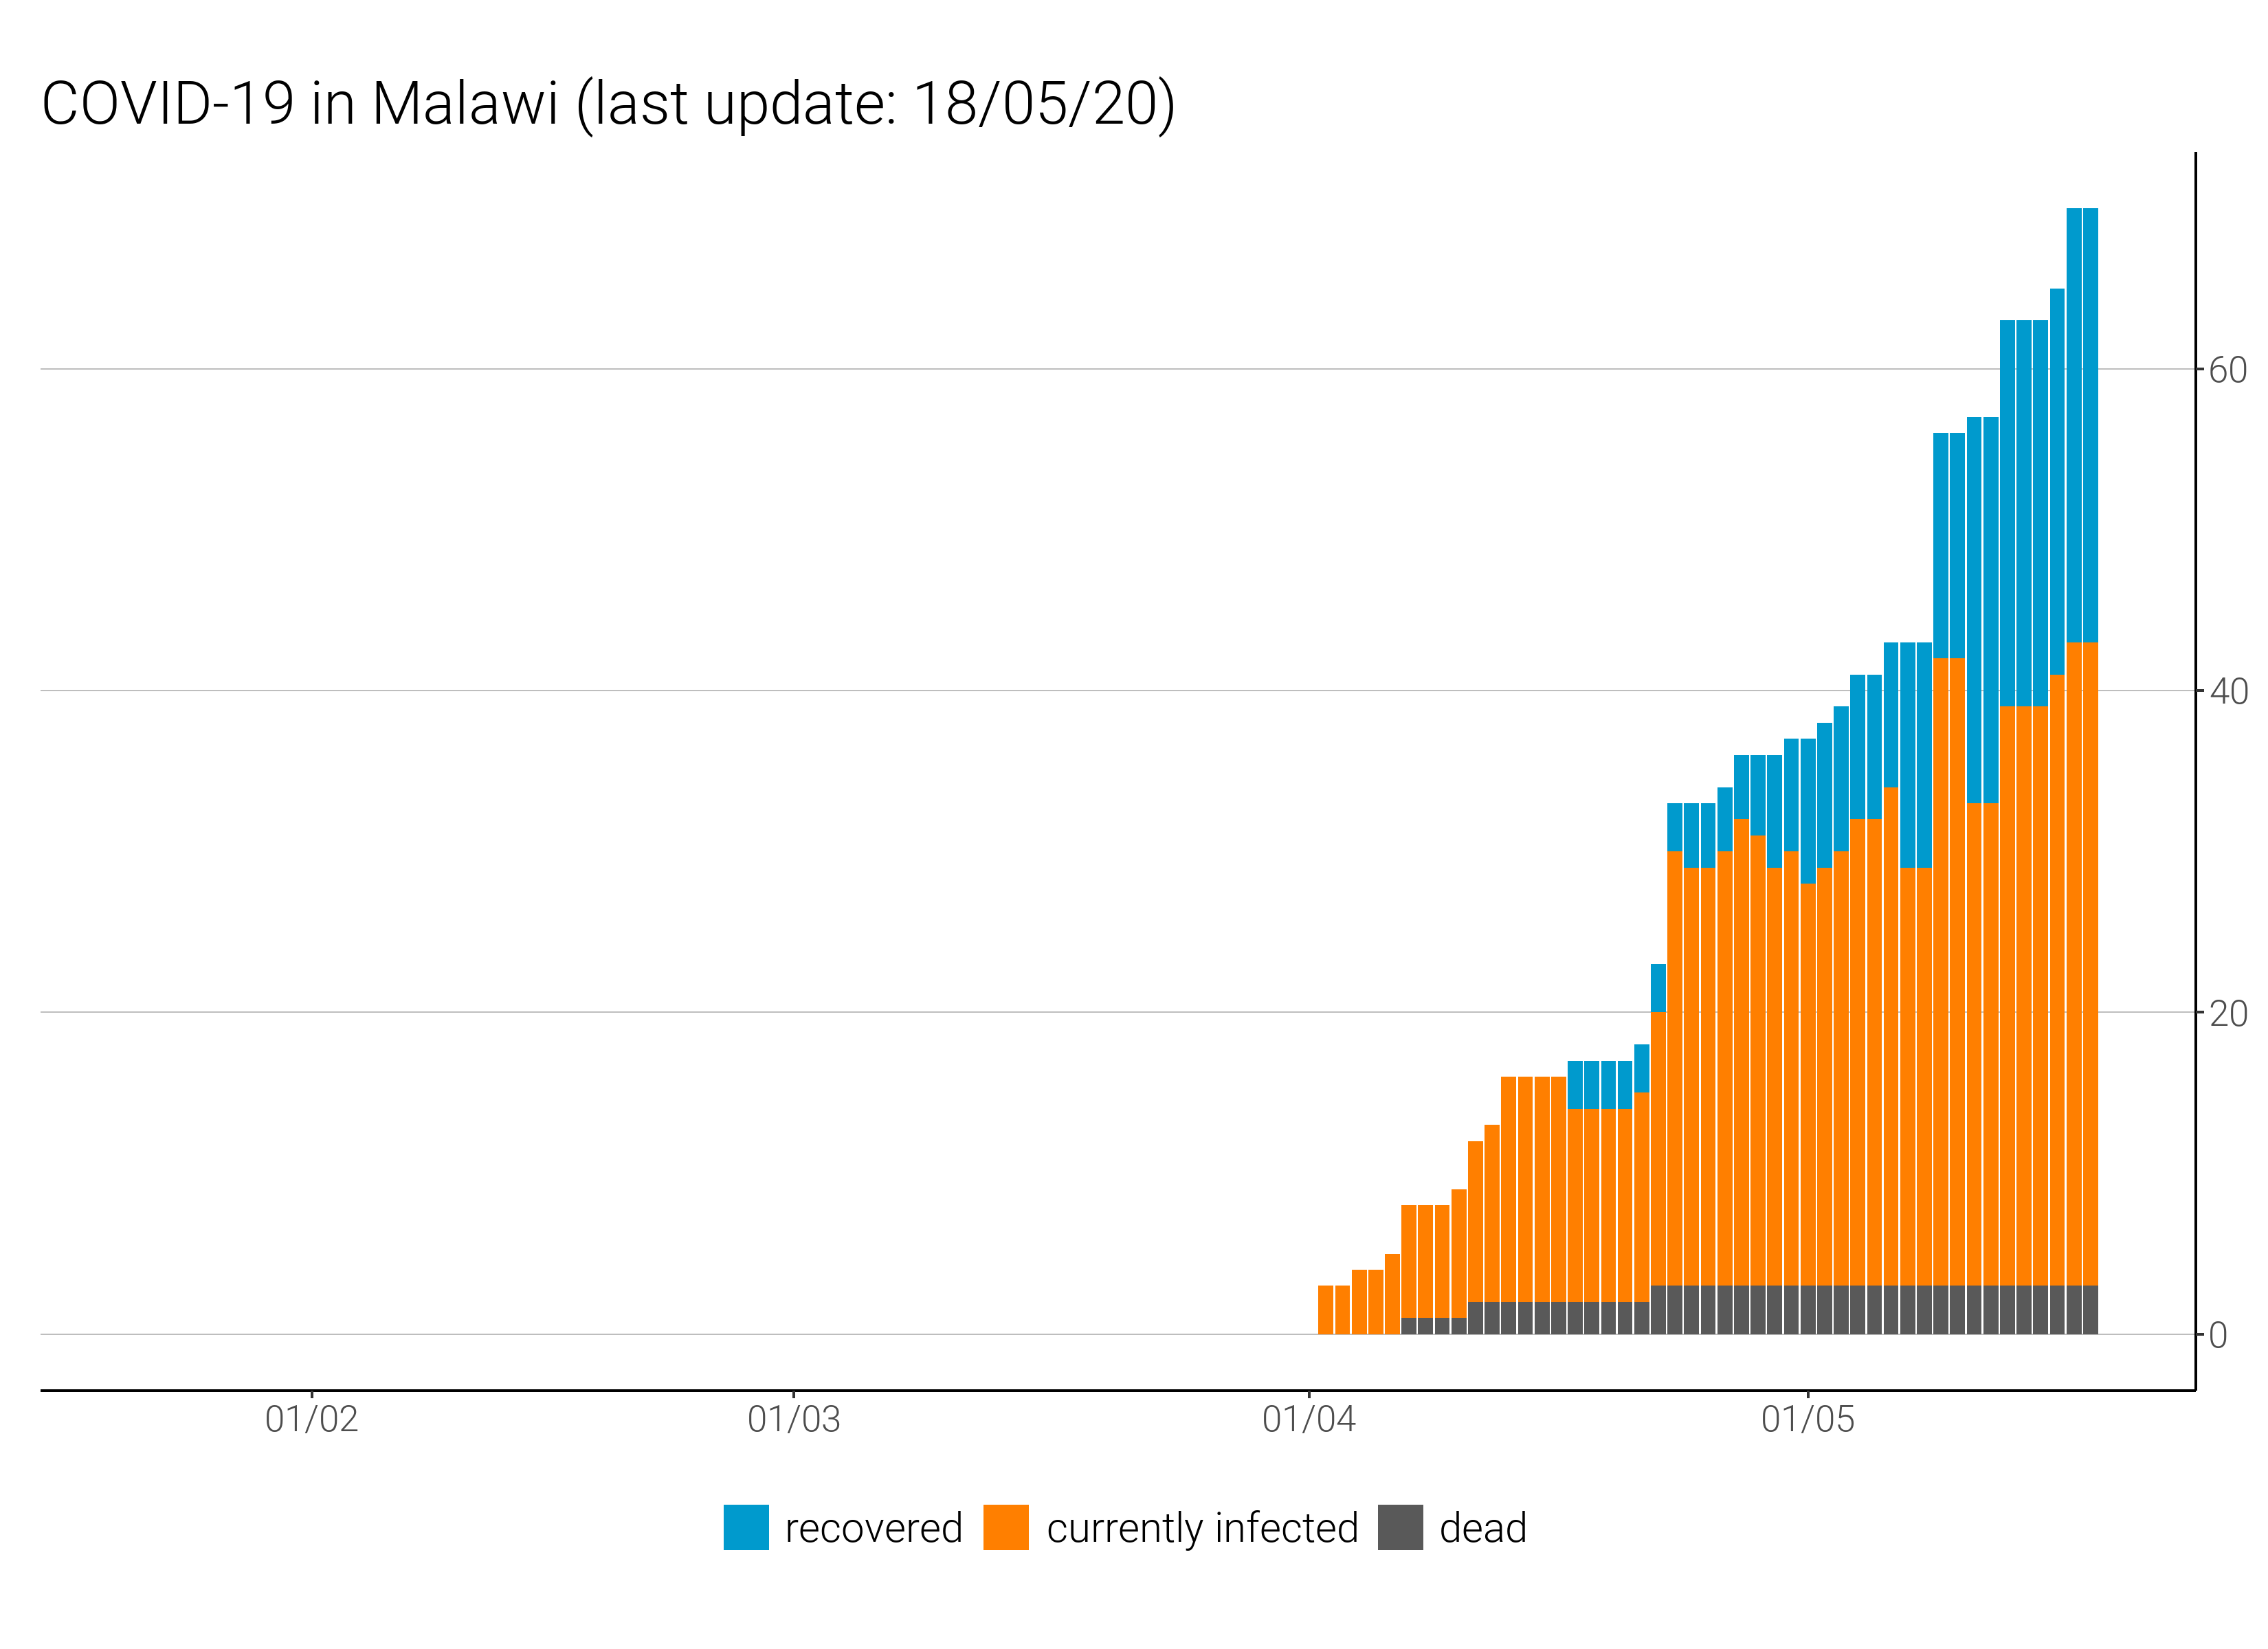 COVID-19 in Malawi (last update: 18/05/20)
60
40
20
0
01/02 01/03 01/04 01/05
recovered currently infected dead